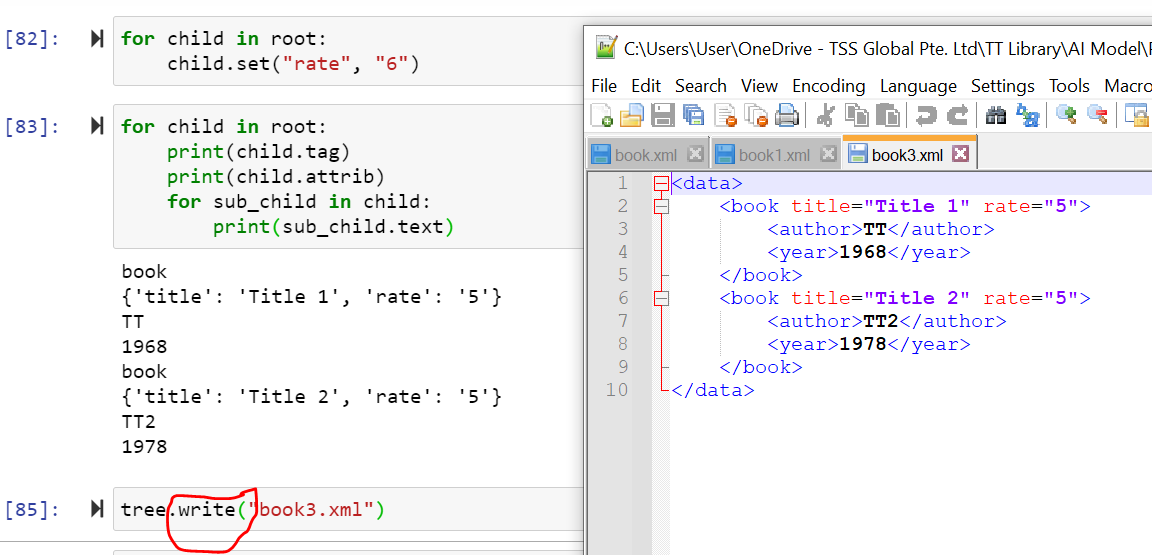 [82]: for child in root:
child.set("rate", "6")
[83]: for child in root:
print(child.tag)
print(child.attrib)
for sub_child in child:
print(sub_child.text)
book
{'title': 'Title 1', 'rate': '5'}
TT
1968
book
{'title': 'Title 2', 'rate': '5'}
TT2
1978
[85]: tree.write("book3.xml")
C:\Users\User\OneDrive - TSS Global Pte. Ltd\TT Library\AI Model\
File Edit Search View Encoding Language Settings Tools Macro
book.xml book1.xml book3.xml
1 <data>
2 <book title="Title 1" rate="5">
3 <author>TT</author>
4 <year>1968</year>
5 </book>
6 <book title="Title 2" rate="5">
7 <author>TT2</author>
8 <year>1978</year>
9 </book>
10 </data>